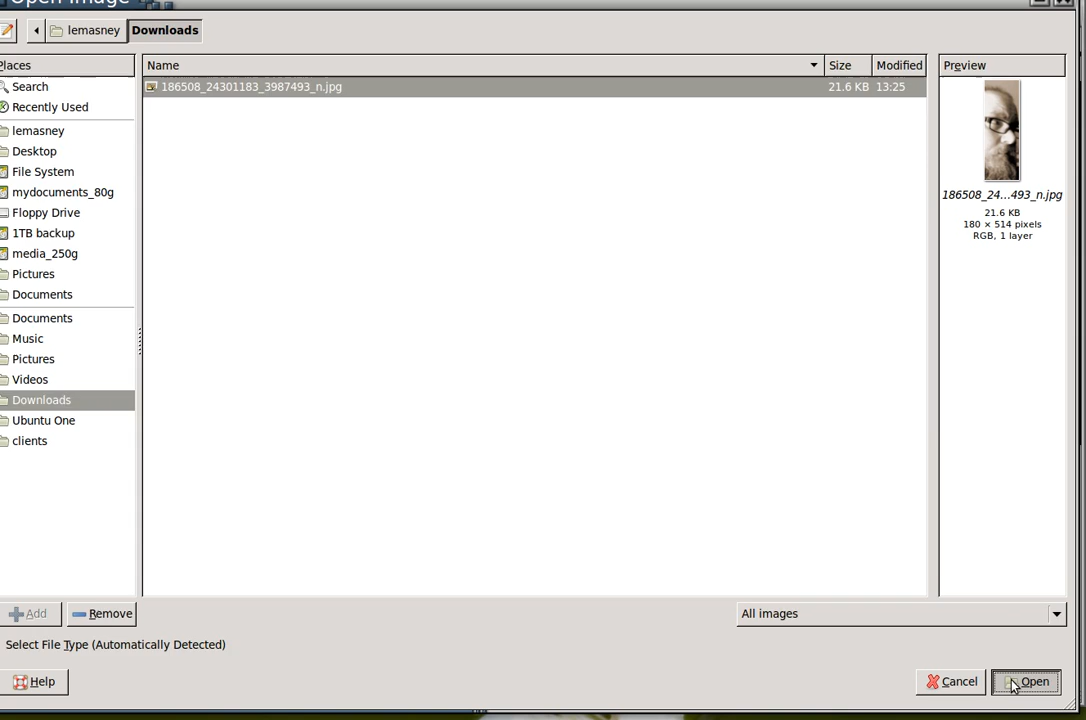 Open Image
lemasney
Downloads
Places
Search
Recently Used
lemasney
Desktop
File System
mydocuments_80g
Floppy Drive
1TB backup
media_250g
Pictures
Documents
Documents
Music
Pictures
Videos
Downloads
Ubuntu One
clients
Name
Size
Modified
186508_24301183_3987493_n.jpg
21.6 KB
13:25
Preview
186508_24...493_n.jpg
21.6 KB
180 × 514 pixels
RGB, 1 layer
Add
Remove
All images
Select File Type (Automatically Detected)
Help
Cancel
Open